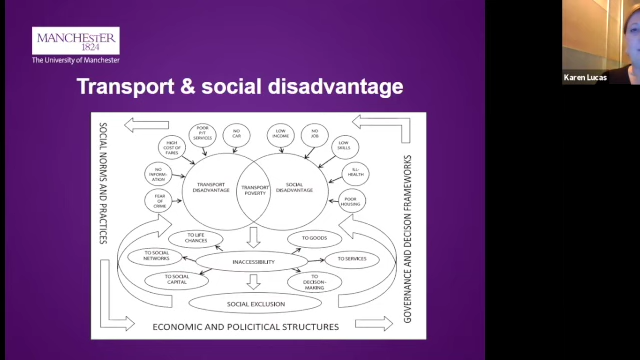 MANCHESTER
1824
The University of Manchester
Karen Lucas
Transport & social disadvantage
SOCIAL NORMS AND PRACTICES
GOVERNANCE AND DECISON FRAMEWORKS
POOR
P/T
SERVICES
NO
CAR
LOW
INCOME
NO
JOB
HIGH
COST OF
FARES
LOW
SKILLS
NO
INFORM-
ATION
ILL-
HEALTH
FEAR
OF
CRIME
POOR
HOUSING
TRANSPORT
DISADVANTAGE
TRANSPORT
POVERTY
SOCIAL
DISADVANTAGE
TO LIFE
CHANCES
TO GOODS
TO SOCIAL
NETWORKS
INACCESSIBILITY
TO SERVICES
TO SOCIAL
CAPITAL
TO
DECISION-
MAKING
SOCIAL EXCLUSION
ECONOMIC AND POLICITICAL STRUCTURES